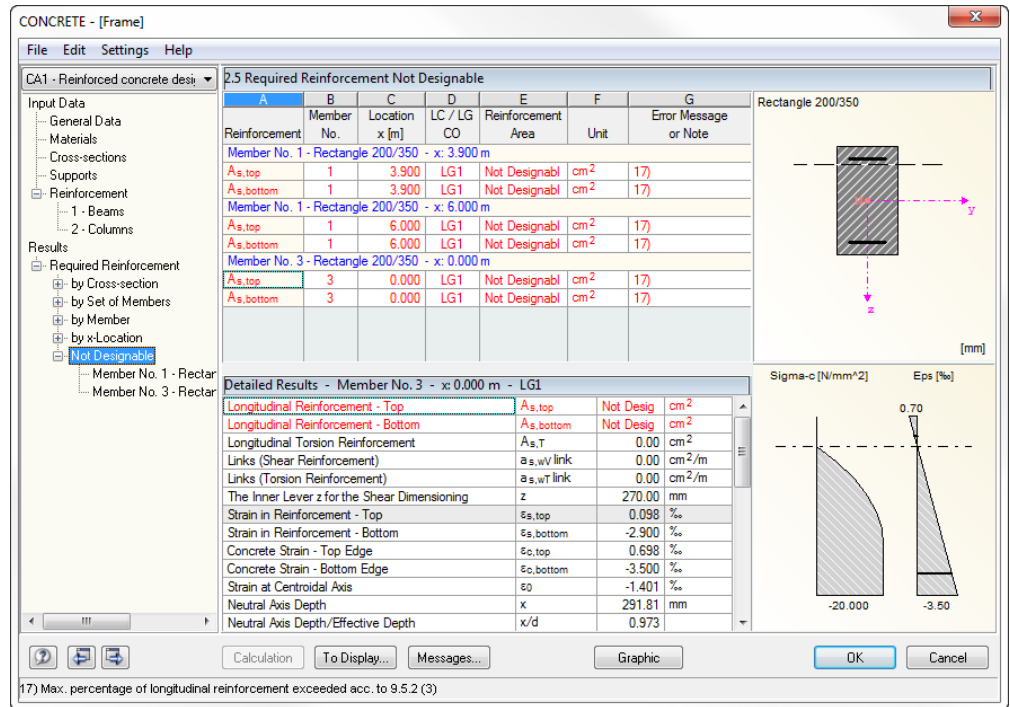 CONCRETE - [Frame]
File Edit Settings Help
CA1 - Reinforced concrete desi
Input Data
General Data
Materials
Cross-sections
Supports
Reinforcement
1 - Beams
2 - Columns
Results
Required Reinforcement
by Cross-section
by Set of Members
by Member
by x-Location
Not Designable
Member No. 1 - Rectar
Member No. 3 - Rectar
2.5 Required Reinforcement Not Designable
A B C D E F G
Member Location LC / LG Reinforcement Error Message
Reinforcement No. x [m] CO Area Unit or Note
Member No. 1 - Rectangle 200/350 - x: 3.900 m
As,top 1 3.900 LG1 Not Designabl cm2 17)
As,bottom 1 3.900 LG1 Not Designabl cm2 17)
Member No. 1 - Rectangle 200/350 - x: 6.000 m
As,top 1 6.000 LG1 Not Designabl cm2 17)
As,bottom 1 6.000 LG1 Not Designabl cm2 17)
Member No. 3 - Rectangle 200/350 - x: 0.000 m
As,top 3 0.000 LG1 Not Designabl cm2 17)
As,bottom 3 0.000 LG1 Not Designabl cm2 17)
Rectangle 200/350
y
z
[mm]
Detailed Results - Member No. 3 - x: 0.000 m - LG1
Longitudinal Reinforcement - Top As,top Not Desig cm2
Longitudinal Reinforcement - Bottom As,bottom Not Desig cm2
Longitudinal Torsion Reinforcement As,T 0.00 cm2
Links (Shear Reinforcement) as,wV link 0.00 cm2/m
Links (Torsion Reinforcement) as,wT link 0.00 cm2/m
The Inner Lever z for the Shear Dimensioning z 270.00 mm
Strain in Reinforcement - Top εs,top 0.098 ‰
Strain in Reinforcement - Bottom εs,bottom -2.900 ‰
Concrete Strain - Top Edge εc,top 0.698 ‰
Concrete Strain - Bottom Edge εc,bottom -3.500 ‰
Strain at Centroidal Axis ε0 -1.401 ‰
Neutral Axis Depth x 291.81 mm
Neutral Axis Depth/Effective Depth x/d 0.973
Sigma-c [N/mm^2] Eps [‰]
0.70
-20.000 -3.50
Calculation To Display... Messages... Graphic OK Cancel
17) Max. percentage of longitudinal reinforcement exceeded acc. to 9.5.2 (3)